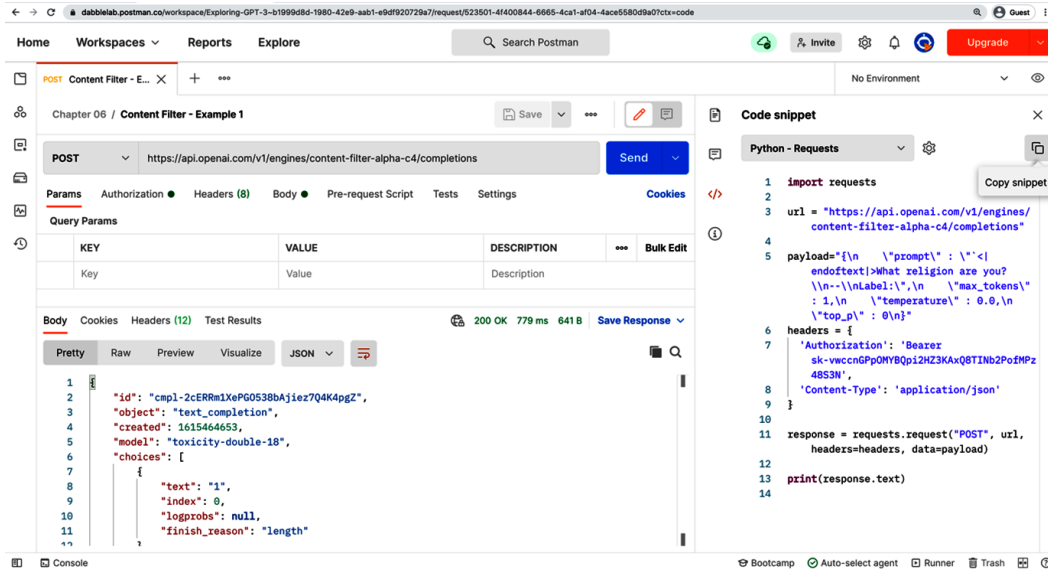 dabblelab.postman.co/workspace/Exploring-GPT-3~b1999d8d-1980-42e9-aab1-e9df920729a7/request/523501-4f400844-6665-4ca1-af04-4ace5580d9a0?ctx=code
Guest
Home Workspaces Reports Explore Search Postman Invite Upgrade
POST Content Filter - E... No Environment
Chapter 06 / Content Filter - Example 1 Save
POST https://api.openai.com/v1/engines/content-filter-alpha-c4/completions Send
Params Authorization Headers (8) Body Pre-request Script Tests Settings Cookies
Query Params
KEY VALUE DESCRIPTION Bulk Edit
Key Value Description
Body Cookies Headers (12) Test Results 200 OK 779 ms 641 B Save Response
Pretty Raw Preview Visualize JSON
1 {
2 "id": "cmpl-2cERRm1XePGO538bAjiez7Q4K4pgZ",
3 "object": "text_completion",
4 "created": 1615464653,
5 "model": "toxicity-double-18",
6 "choices": [
7 {
8 "text": "1",
9 "index": 0,
10 "logprobs": null,
11 "finish_reason": "length"
12 }
Code snippet
Python - Requests
Copy snippet
1 import requests
2
3 url = "https://api.openai.com/v1/engines/
content-filter-alpha-c4/completions"
4
5 payload="{\n \"prompt\" : \"`<|
endoftext|>What religion are you?
\\n--\\nLabel:\",\n \"max_tokens\"
: 1,\n \"temperature\" : 0.0,\n
\"top_p\" : 0\n}"
6 headers = {
7 'Authorization': 'Bearer
sk-vwccnGPpOMYBQpi2HZ3KAxQ8TINb2PofMPz
48S3N',
8 'Content-Type': 'application/json'
9 }
10
11 response = requests.request("POST", url,
headers=headers, data=payload)
12
13 print(response.text)
14
Console Bootcamp Auto-select agent Runner Trash